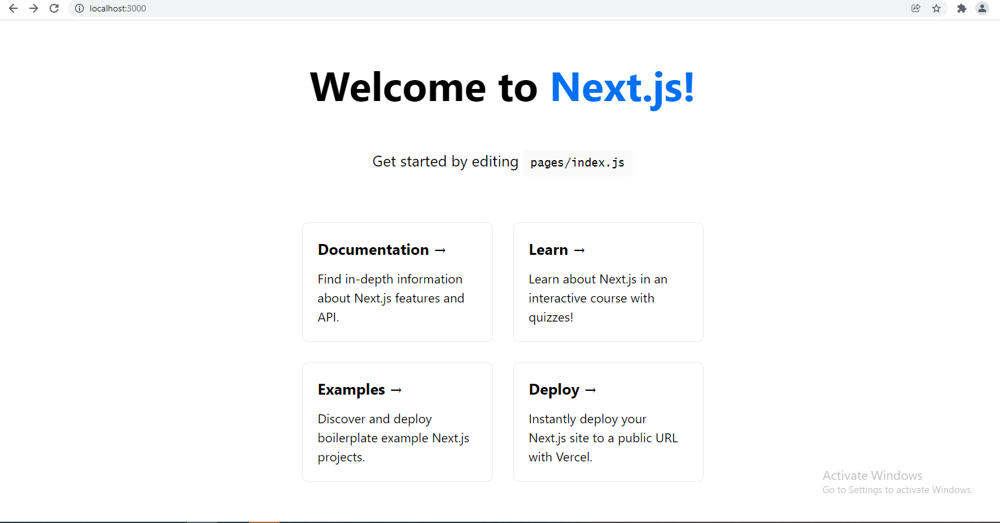 localhost:3000
Welcome to Next.js!
Get started by editing pages/index.js
Documentation →
Find in-depth information
about Next.js features and
API.
Learn →
Learn about Next.js in an
interactive course with
quizzes!
Examples →
Discover and deploy
boilerplate example Next.js
projects.
Deploy →
Instantly deploy your
Next.js site to a public URL
with Vercel.
Activate Windows
Go to Settings to activate Windows.